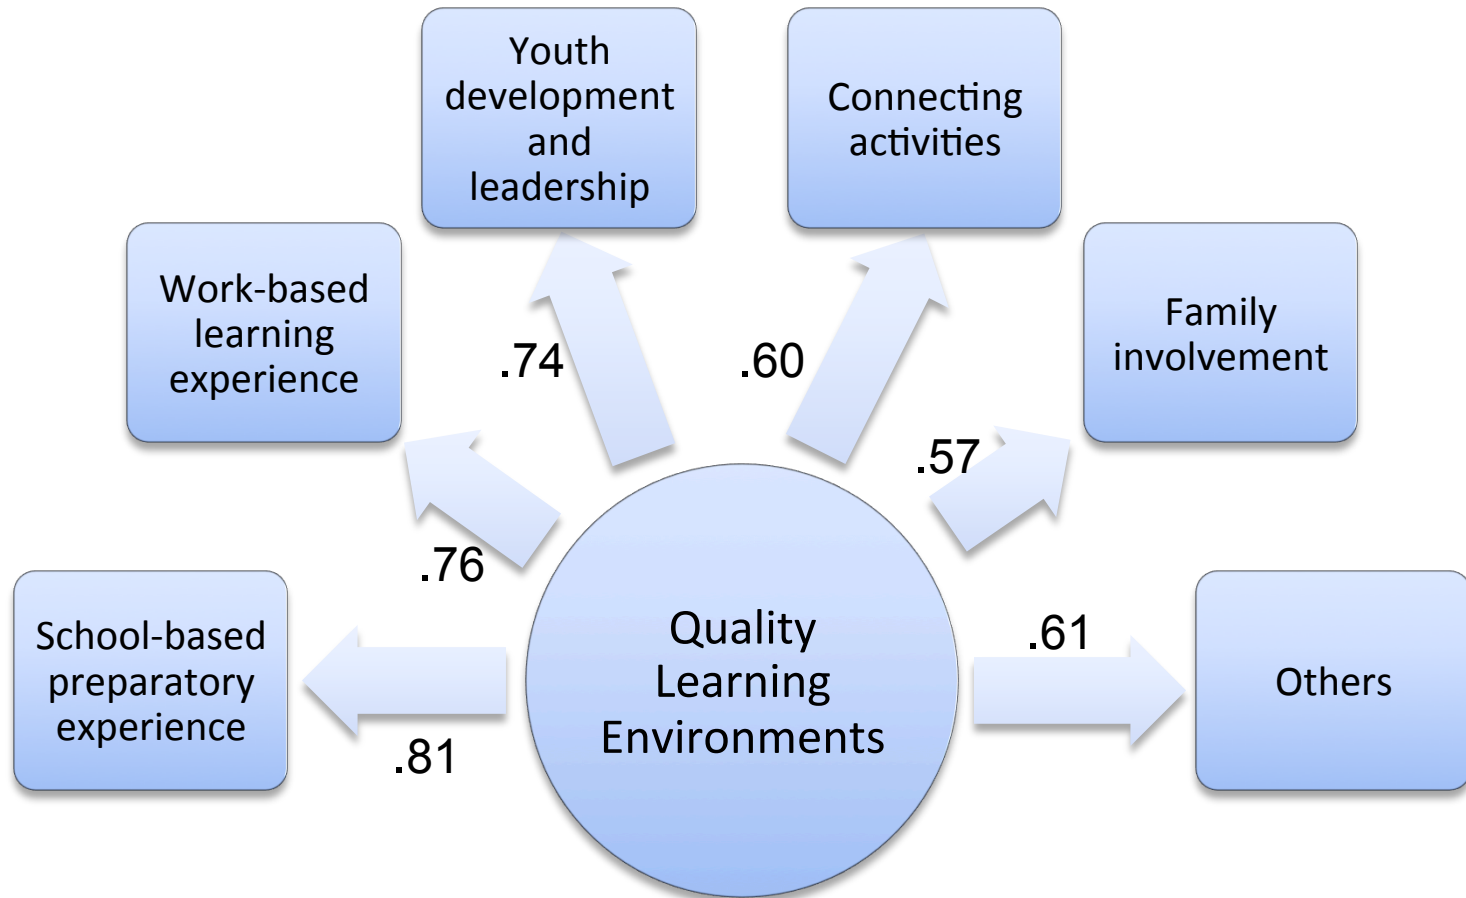 Youth
development
and
leadership
Connecting
activities
Work-based
learning
experience
Family
involvement
.74
.60
.57
.76
School-based
preparatory
experience
.81
Quality
Learning
Environments
.61
Others